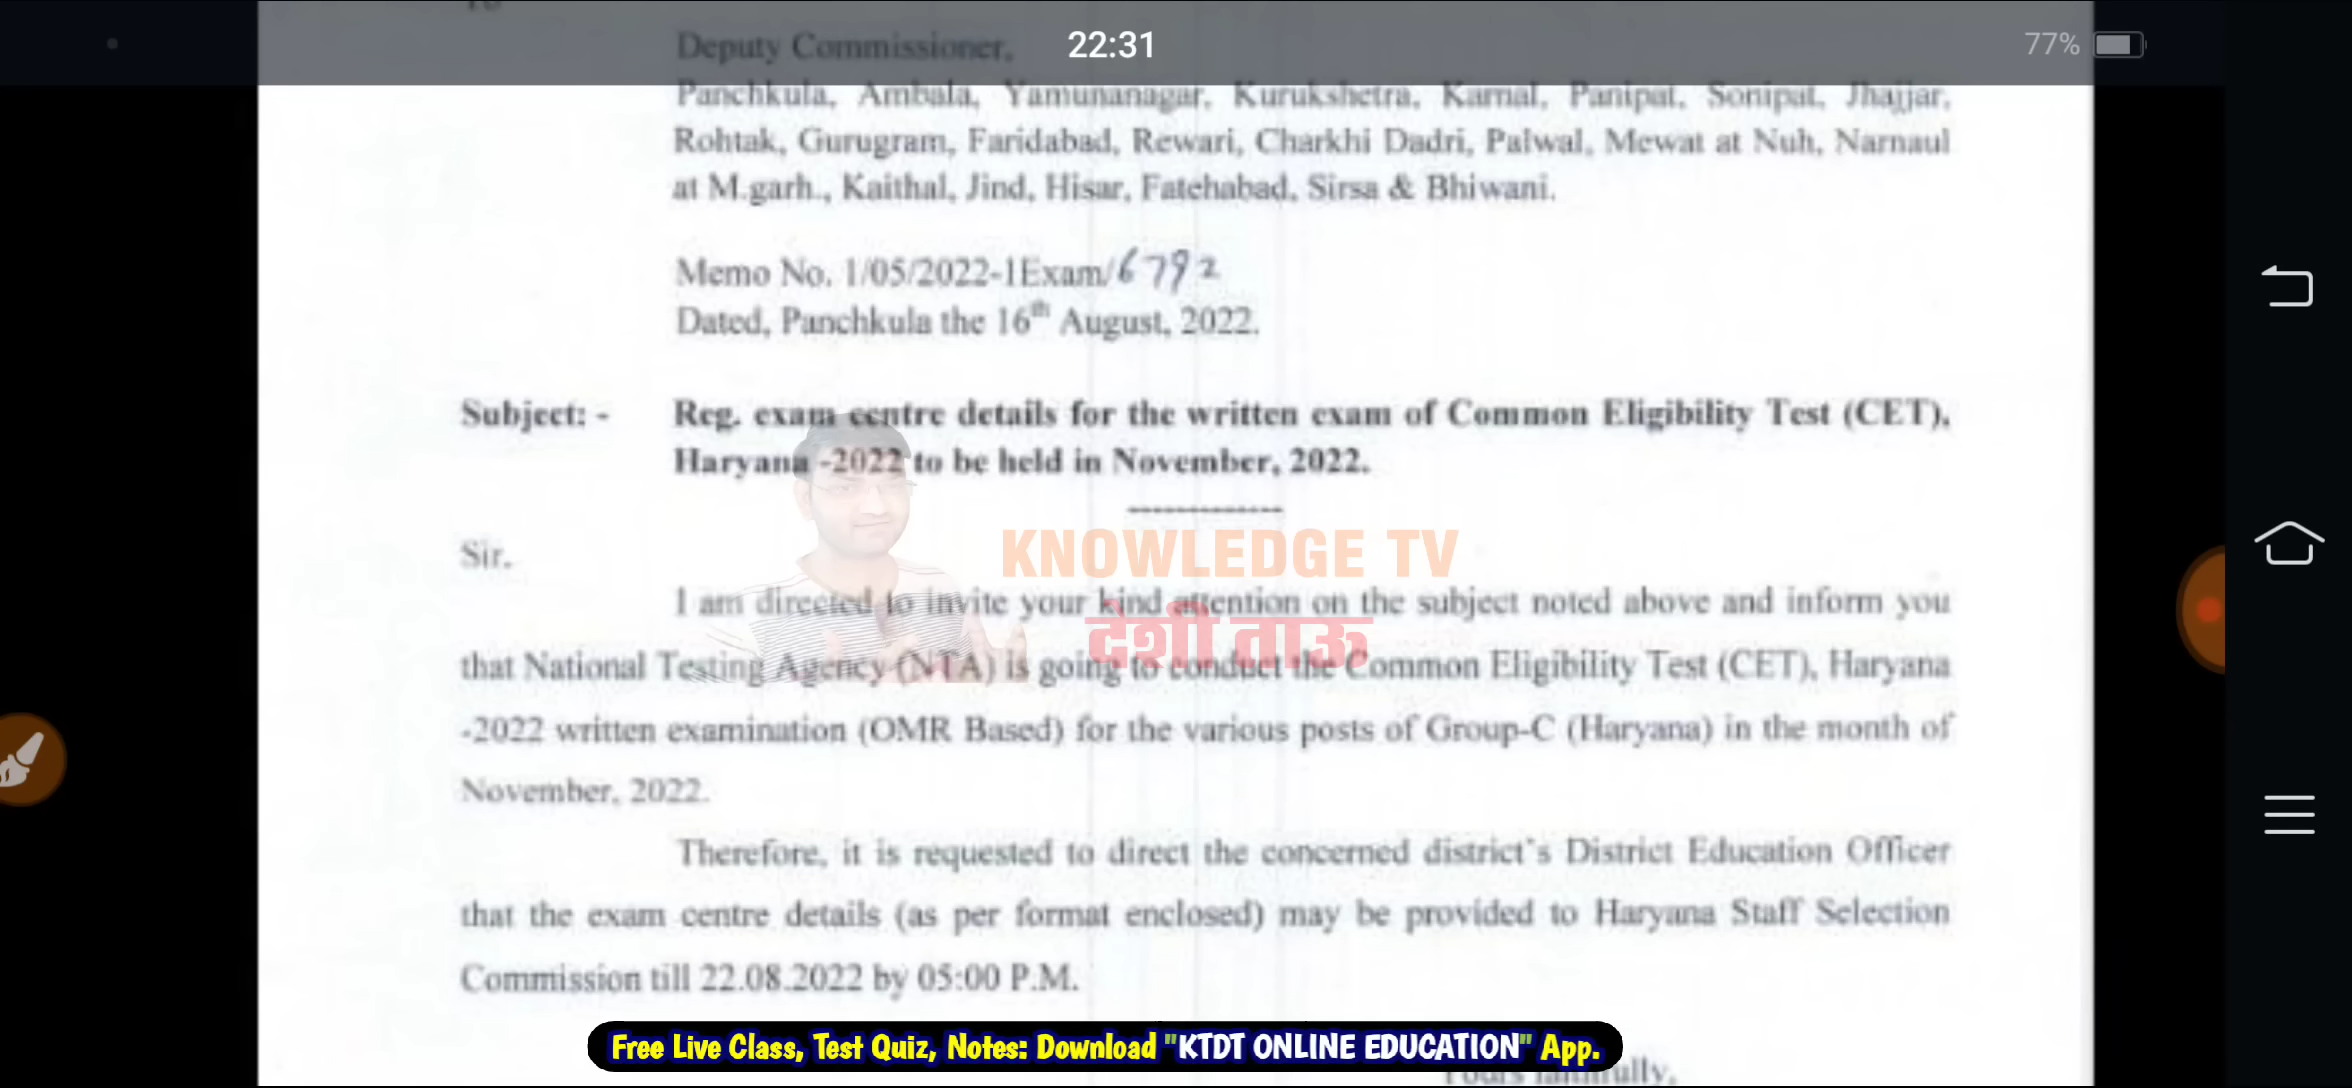 22:31
77%
Deputy Commissioner,
Panchkula, Ambala, Yamunanagar, Kurukshetra, Karnal, Panipat, Sonipat, Jhajjar,
Rohtak, Gurugram, Faridabad, Rewari, Charkhi Dadri, Palwal, Mewat at Nuh, Narnaul
at M.garh., Kaithal, Jind, Hisar, Fatehabad, Sirsa & Bhiwani.
Memo No. 1/05/2022-1Exam/6792
Dated, Panchkula the 16th August, 2022.
Subject: - Reg. exam centre details for the written exam of Common Eligibility Test (CET),
Haryana -2022 to be held in November, 2022.
-------------
KNOWLEDGE TV
देशी ताऊ
Sir,
I am directed to invite your kind attention on the subject noted above and inform you
that National Testing Agency (NTA) is going to conduct the Common Eligibility Test (CET), Haryana
-2022 written examination (OMR Based) for the various posts of Group-C (Haryana) in the month of
November, 2022.
Therefore, it is requested to direct the concerned district's District Education Officer
that the exam centre details (as per format enclosed) may be provided to Haryana Staff Selection
Commission till 22.08.2022 by 05:00 P.M.
Free Live Class, Test Quiz, Notes: Download "KTDT ONLINE EDUCATION" App.
Yours faithfully,